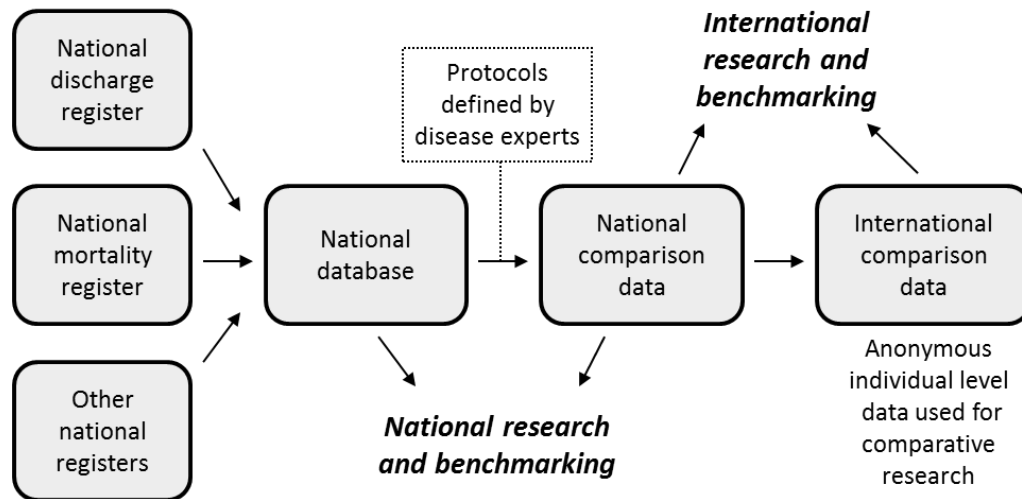 National
discharge
register
National
mortality
register
Other
national
registers
National
database
Protocols
defined by
disease experts
National
comparison
data
International
research and
benchmarking
International
comparison
data
Anonymous
individual level
data used for
comparative
research
National research
and benchmarking